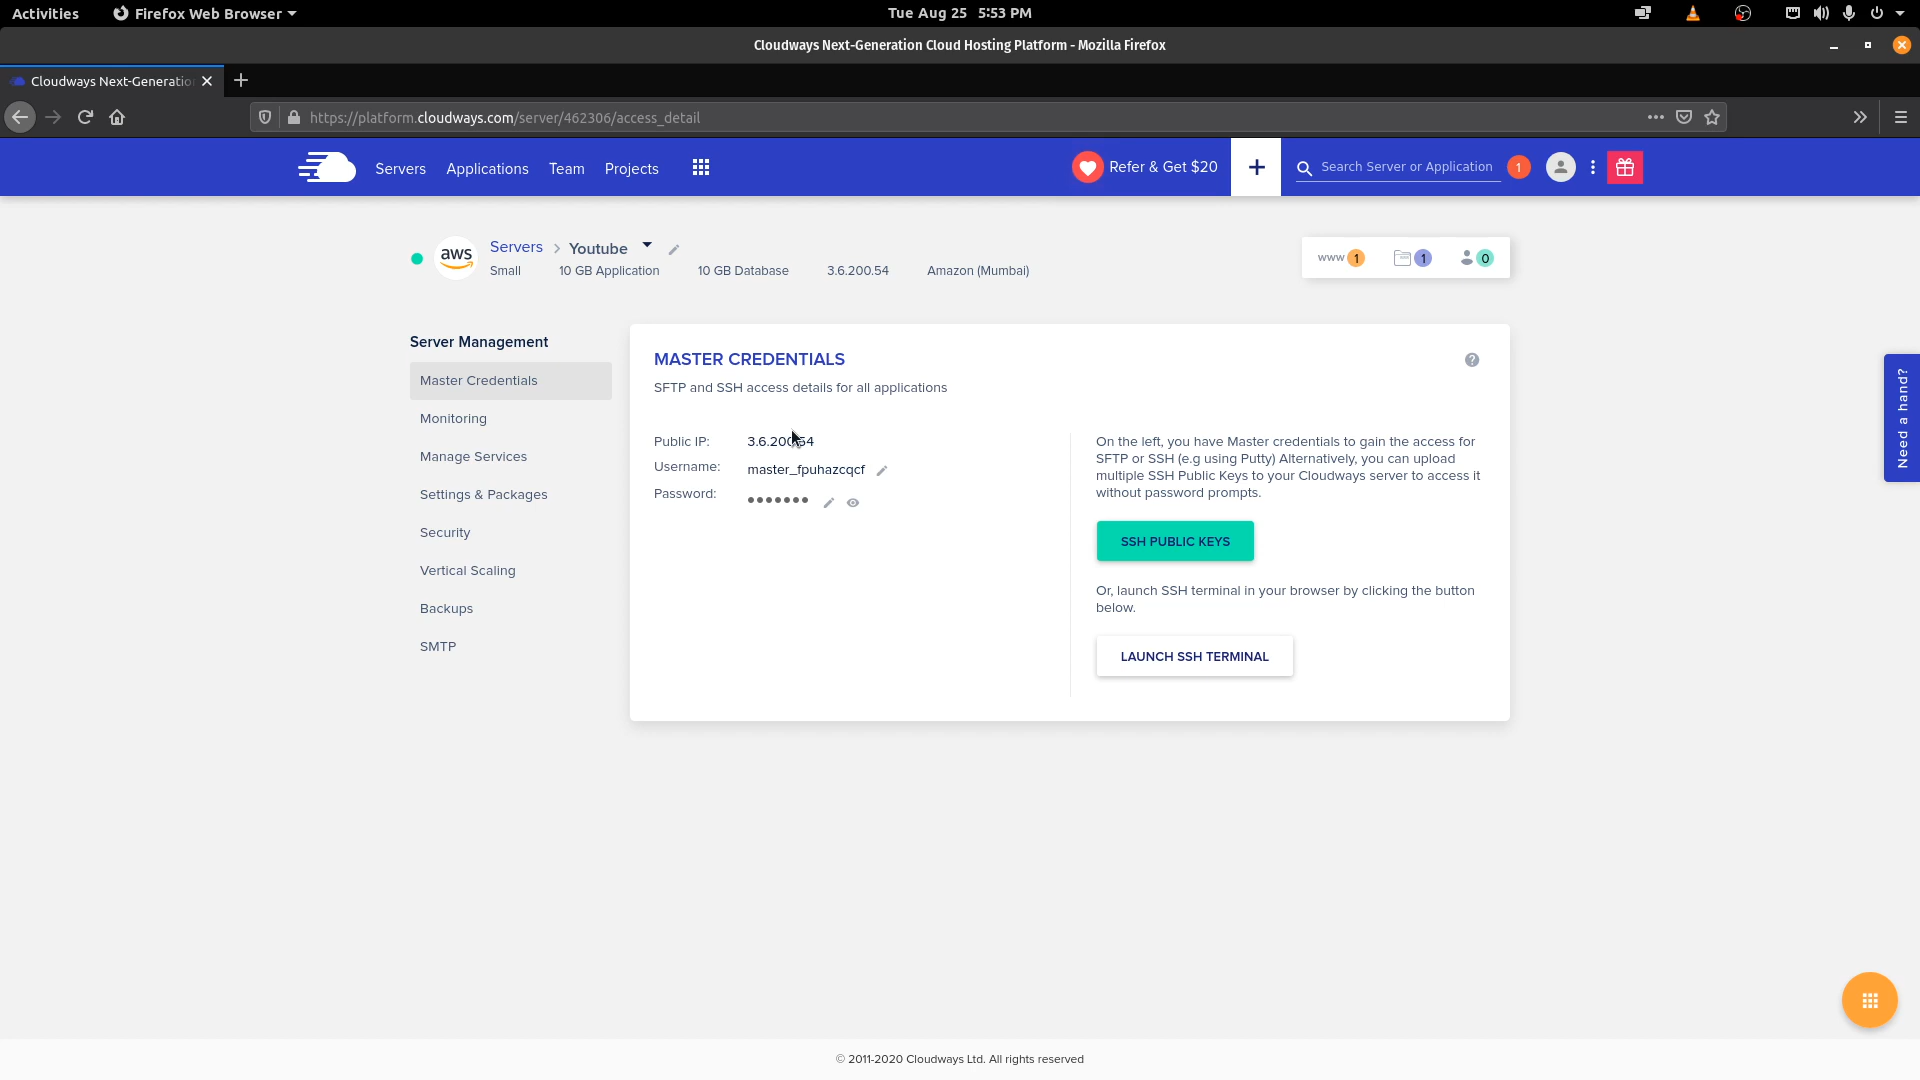 Activities Firefox Web Browser Tue Aug 25 5:53 PM
Cloudways Next-Generation Cloud Hosting Platform - Mozilla Firefox
Cloudways Next-Generatio
https://platform.cloudways.com/server/462306/access_detail
Servers Applications Team Projects Refer & Get $20 + Search Server or Application 1
aws Servers > Youtube
Small 10 GB Application 10 GB Database 3.6.200.54 Amazon (Mumbai)
www 1 1 0
Server Management
Master Credentials
Monitoring
Manage Services
Settings & Packages
Security
Vertical Scaling
Backups
SMTP
MASTER CREDENTIALS
SFTP and SSH access details for all applications
Public IP: 3.6.200.54
Username: master_fpuhazcqcf
Password: •••••••
On the left, you have Master credentials to gain the access for
SFTP or SSH (e.g using Putty) Alternatively, you can upload
multiple SSH Public Keys to your Cloudways server to access it
without password prompts.
SSH PUBLIC KEYS
Or, launch SSH terminal in your browser by clicking the button
below.
LAUNCH SSH TERMINAL
Need a hand?
© 2011-2020 Cloudways Ltd. All rights reserved